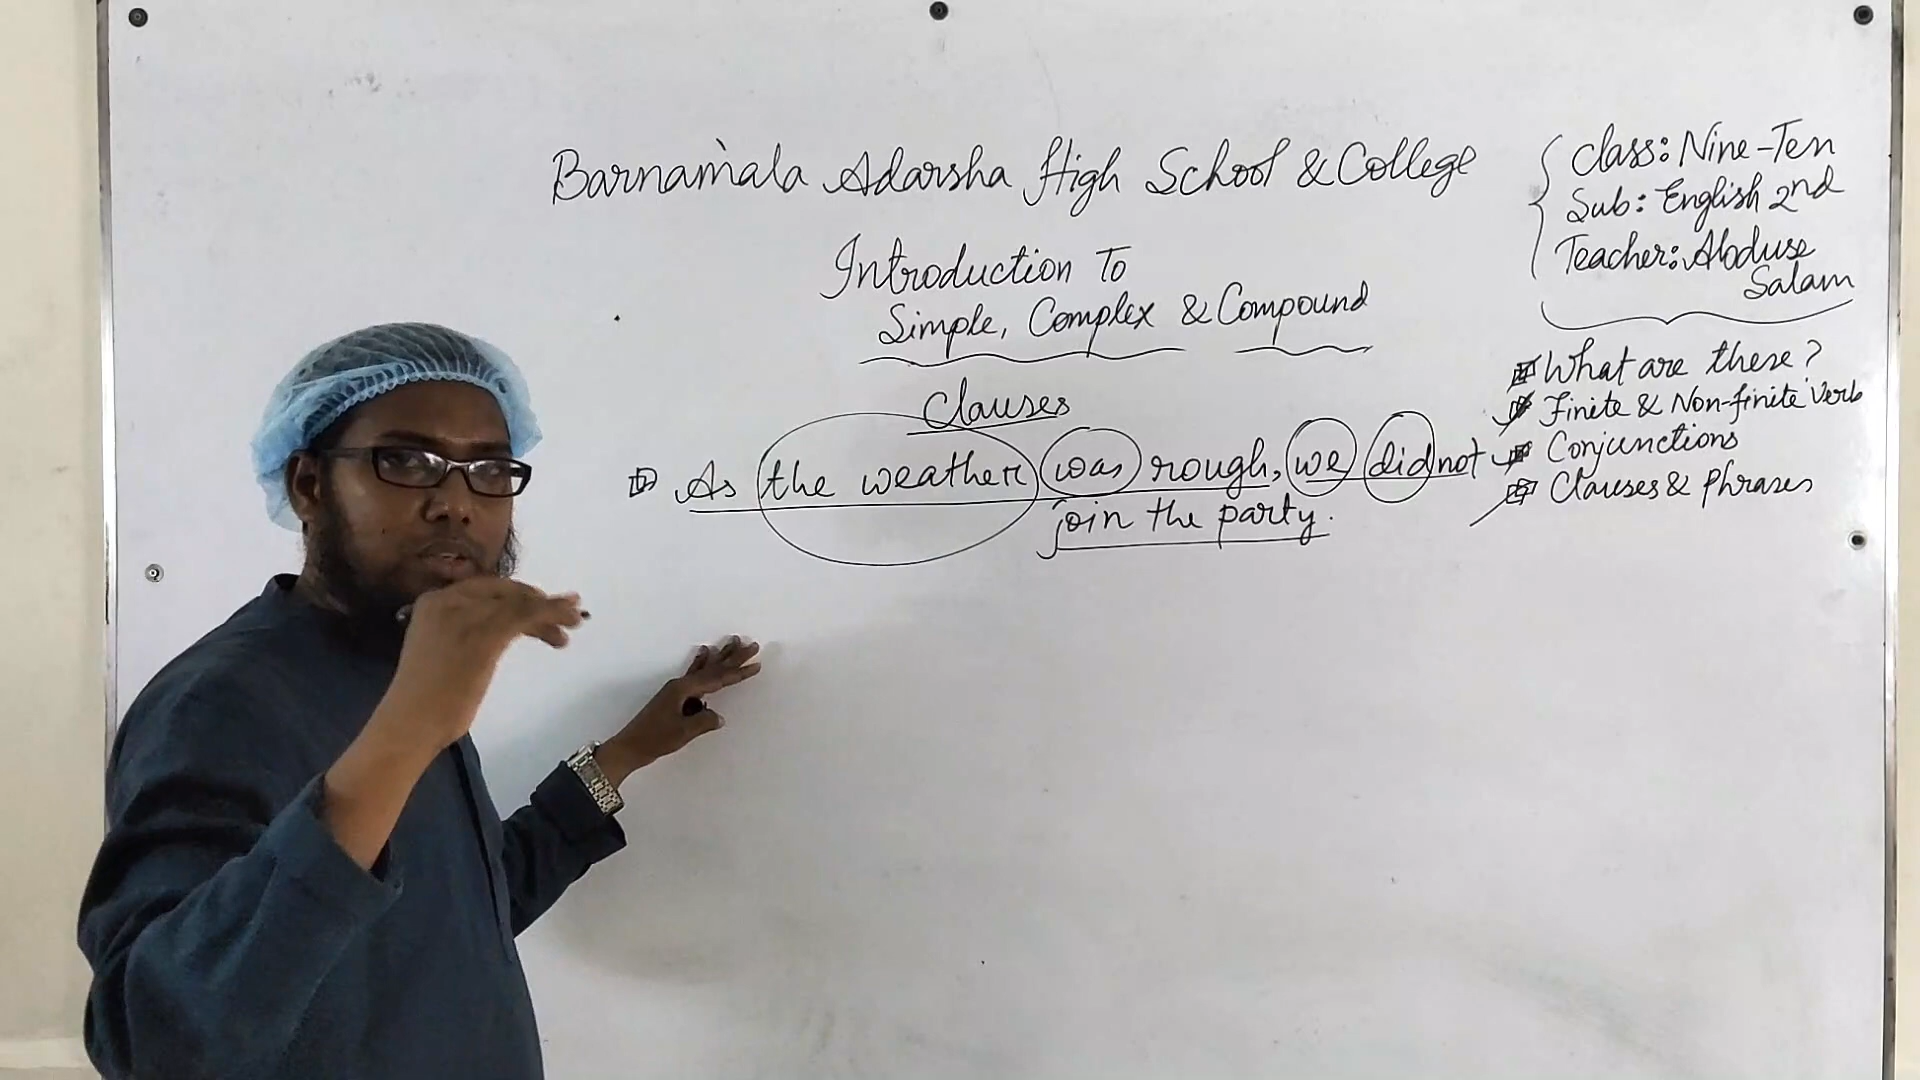 Barnamala Adarsha High School & College
Introduction To
Simple, Complex & Compound
Clauses
As the weather was rough, we did not
join the party.
Class: Nine-Ten
Sub: English 2nd
Teacher: Abduse
Salam
What are these?
Finite & Non-finite Verb
Conjunctions
Clauses & Phrases